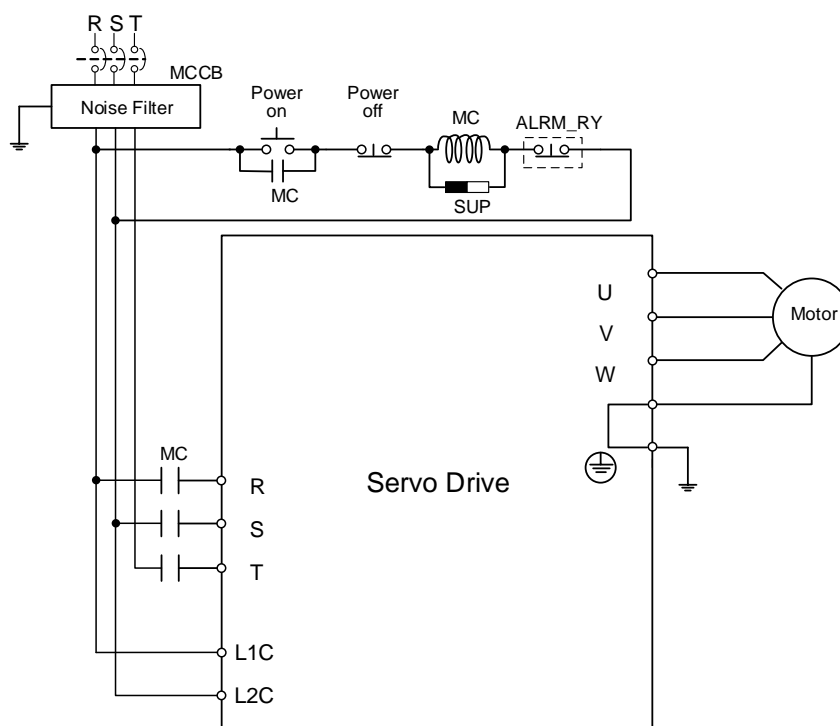 R S T
MCCB
Noise Filter
Power
on
Power
off
MC
ALRM_RY
MC
SUP
U
V
W
Motor
MC
R
S
T
Servo Drive
L1C
L2C